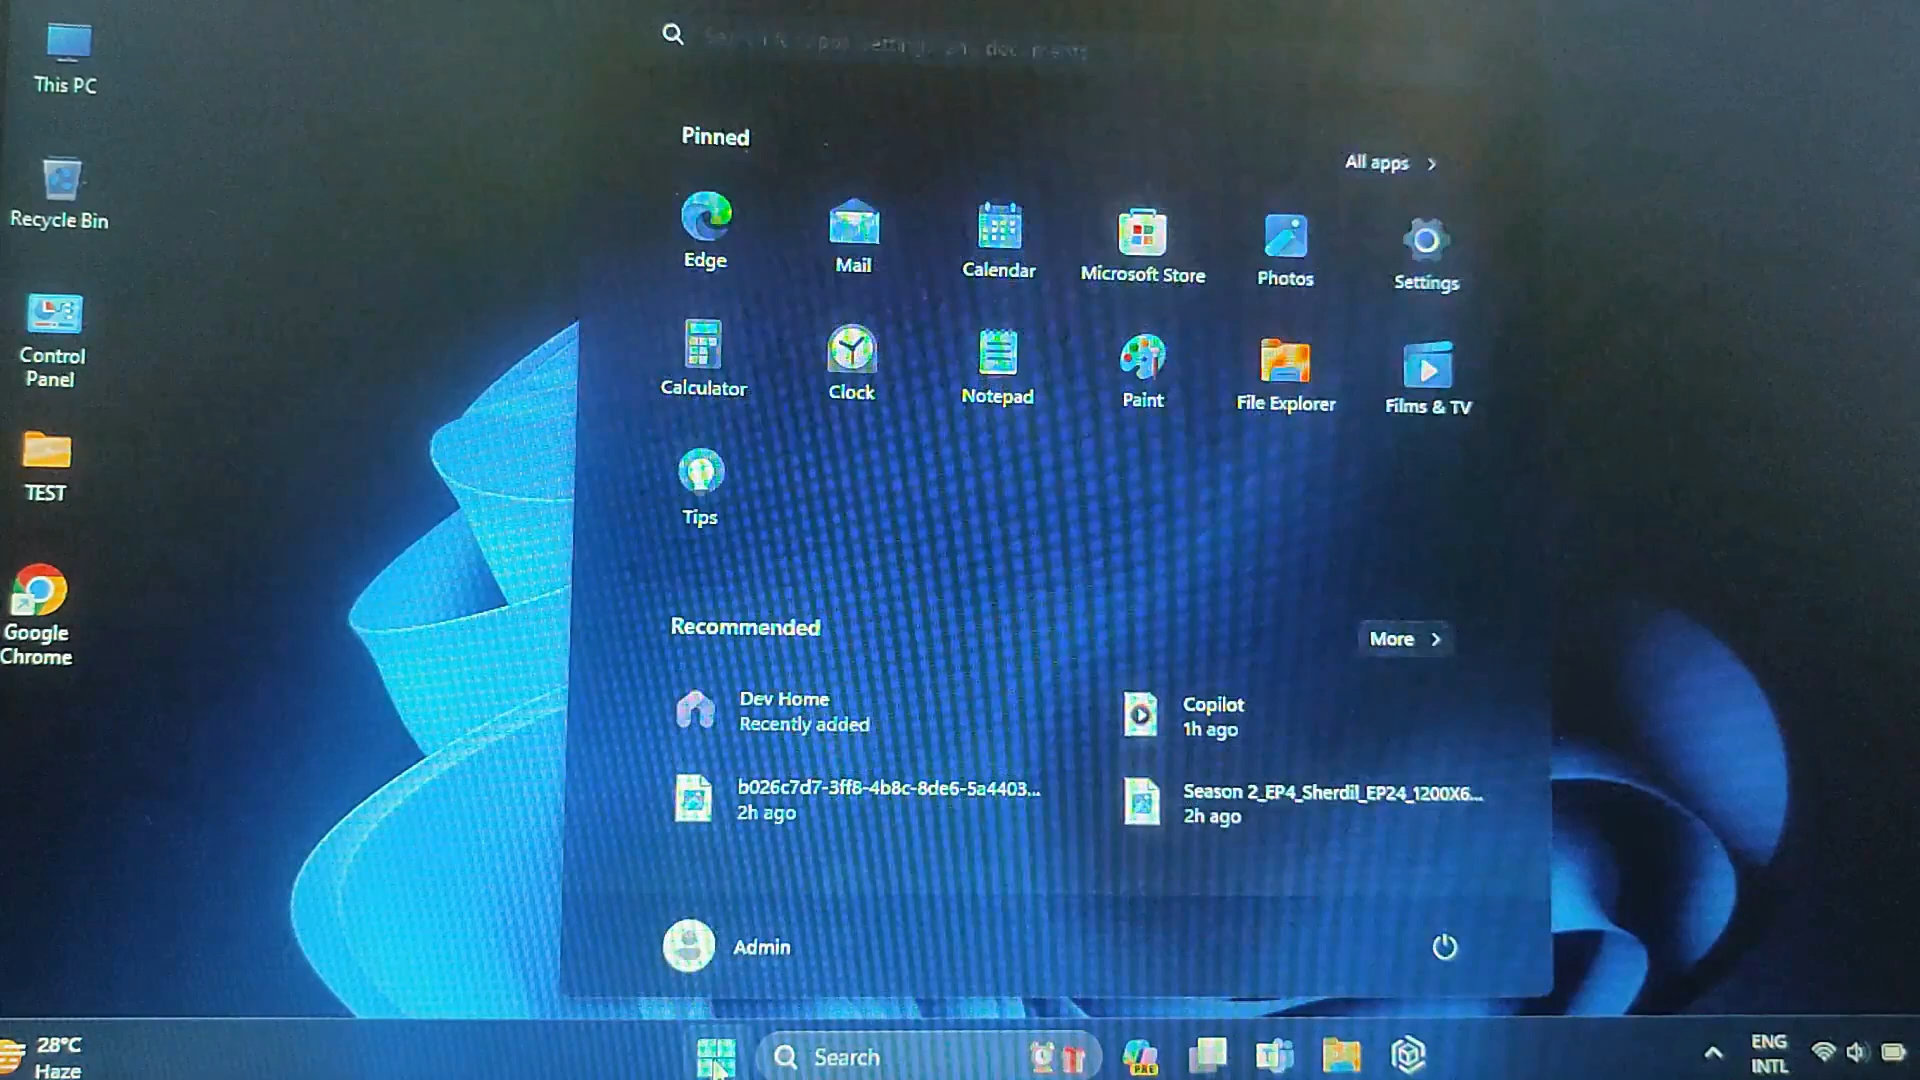 This PC
Recycle Bin
Control
Panel
TEST
Google
Chrome
Pinned
All apps
Edge
Mail
Calendar
Microsoft Store
Photos
Settings
Calculator
Clock
Notepad
Paint
File Explorer
Films & TV
Tips
Recommended
More
Dev Home
Recently added
Copilot
1h ago
b026c7d7-3ff8-4b8c-8de6-5a4403...
2h ago
Season 2_EP4_Sherdil_EP24_1200X6...
2h ago
Admin
28°C
Haze
Search
PRE
ENG
INTL